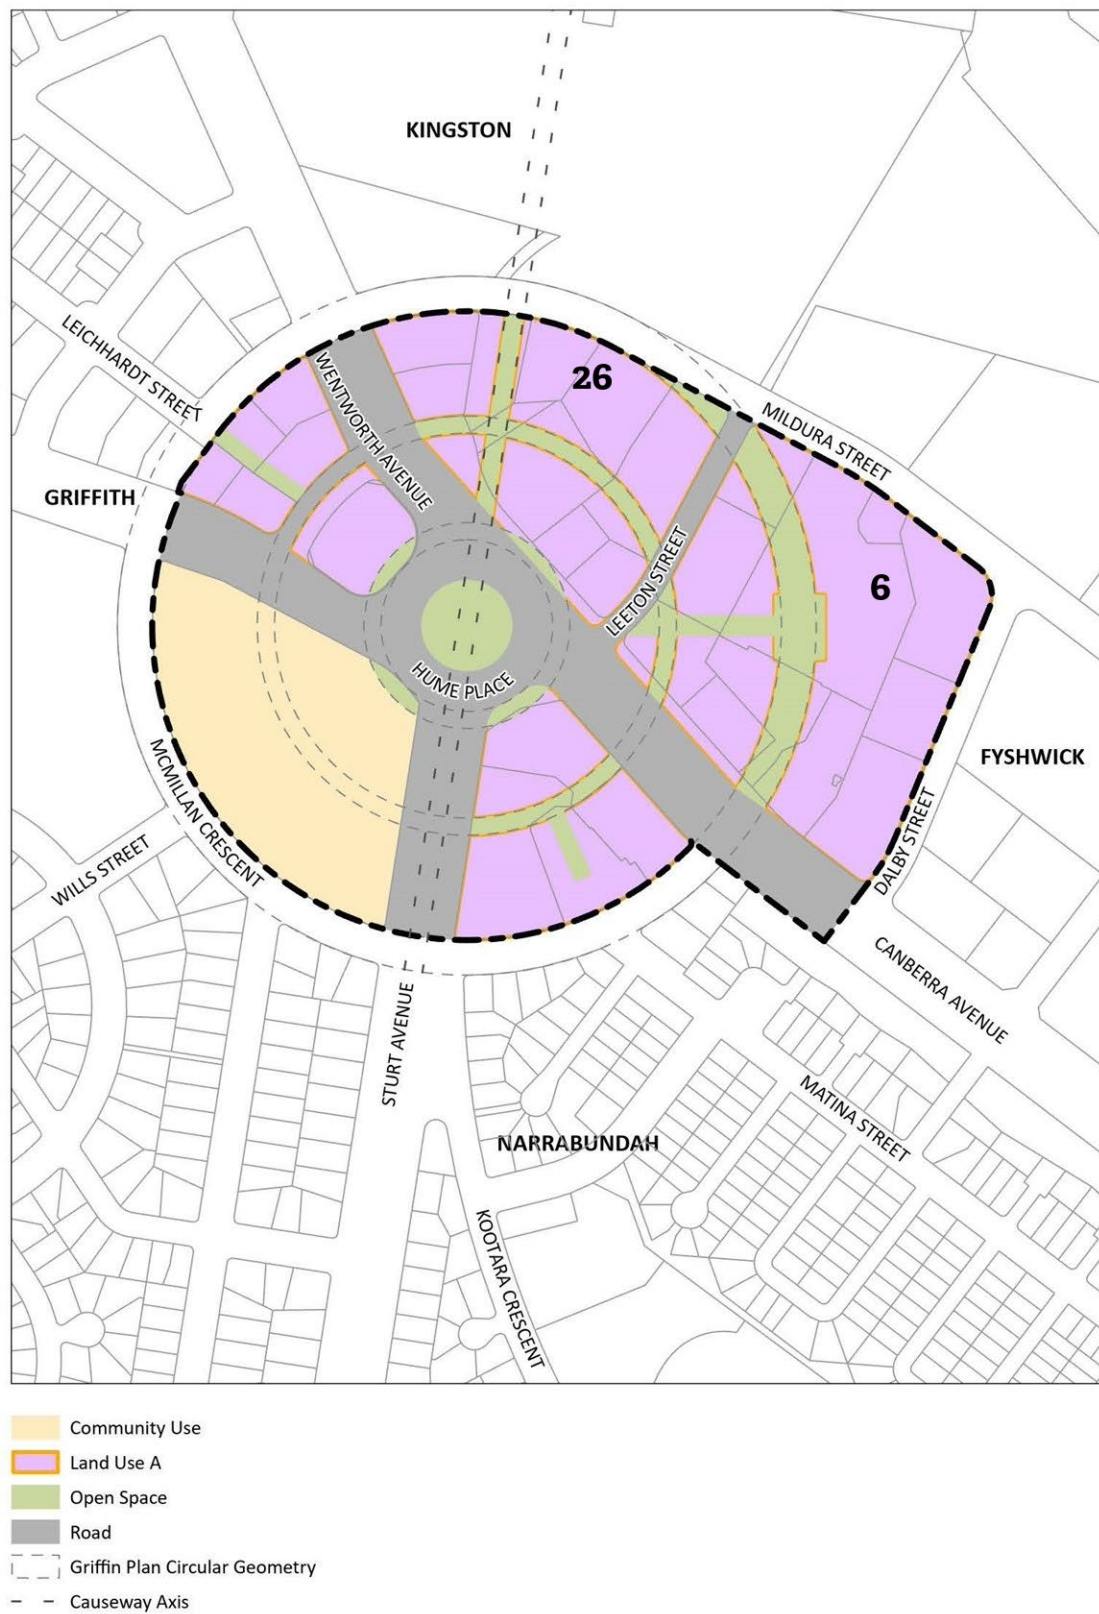 KINGSTON
LEICHHARDT STREET
WENTWORTH AVENUE
26
MILDURA STREET
GRIFFITH
LEETON STREET
6
HUME PLACE
FYSHWICK
MCMILLAN CRESCENT
WILLS STREET
DALBY STREET
CANBERRA AVENUE
STURT AVENUE
MATINA STREET
NARRABUNDAH
KOOTARA CRESCENT
Community Use
Land Use A
Open Space
Road
Griffin Plan Circular Geometry
Causeway Axis